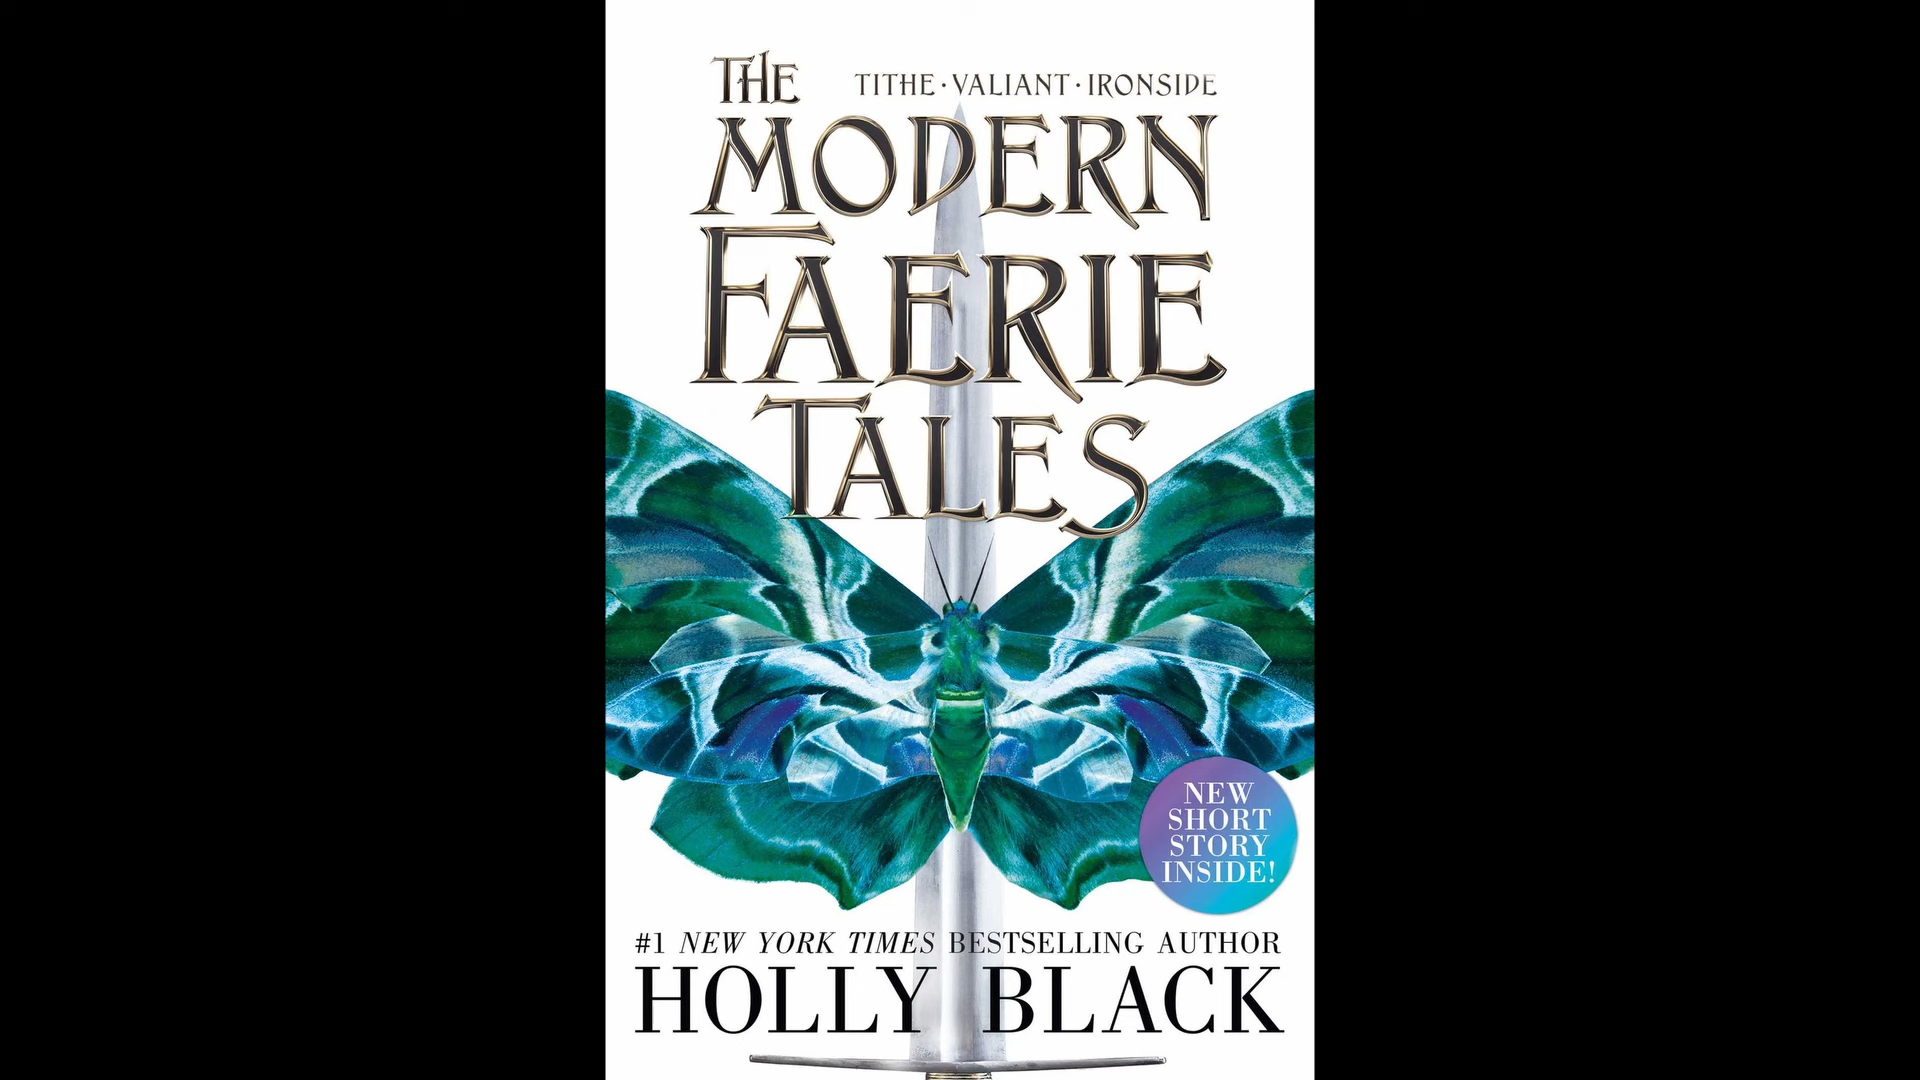 THE
TITHE · VALIANT · IRONSIDE
MODERN
FAERIE
TALES
NEW
SHORT
STORY
INSIDE!
#1 NEW YORK TIMES BESTSELLING AUTHOR
HOLLY BLACK